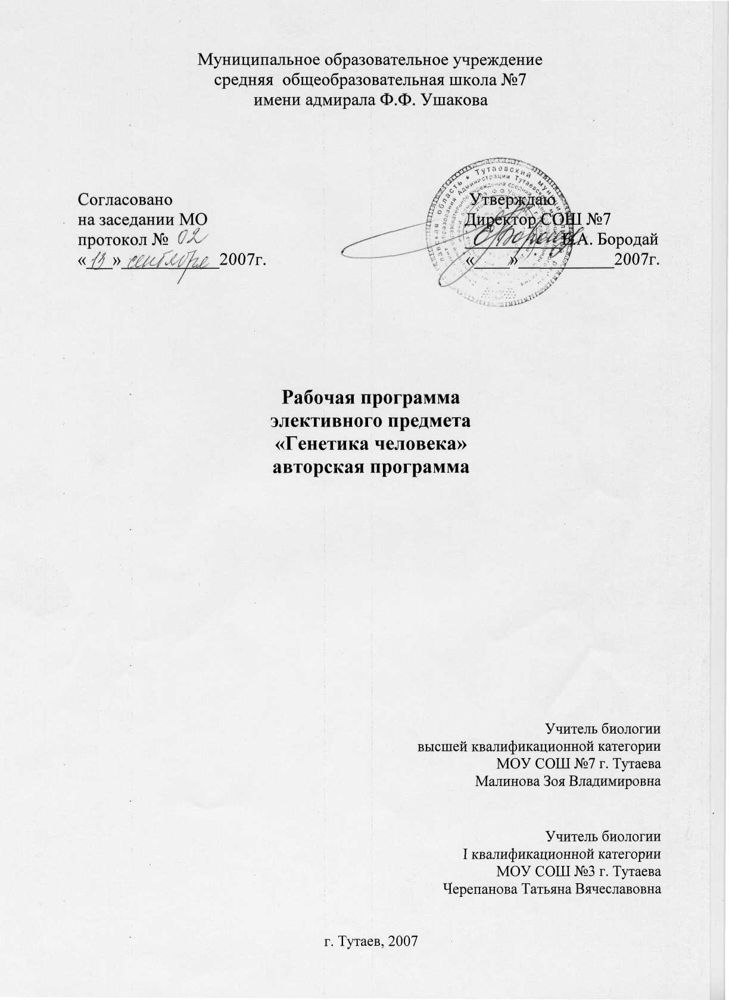 Муниципальное образовательное учреждение
средняя общеобразовательная школа №7
имени адмирала Ф.Ф. Ушакова
Согласовано
на заседании МО
протокол № 02
«13» сентября 2007г.
Утверждаю
Директор СОШ №7
А. Бородай
«____»___________2007г.
Рабочая программа
элективного предмета
«Генетика человека»
авторская программа
Учитель биологии
высшей квалификационной категории
МОУ СОШ №7 г. Тутаева
Малинова Зоя Владимировна
Учитель биологии
I квалификационной категории
МОУ СОШ №3 г. Тутаева
Черепанова Татьяна Вячеславовна
г. Тутаев, 2007